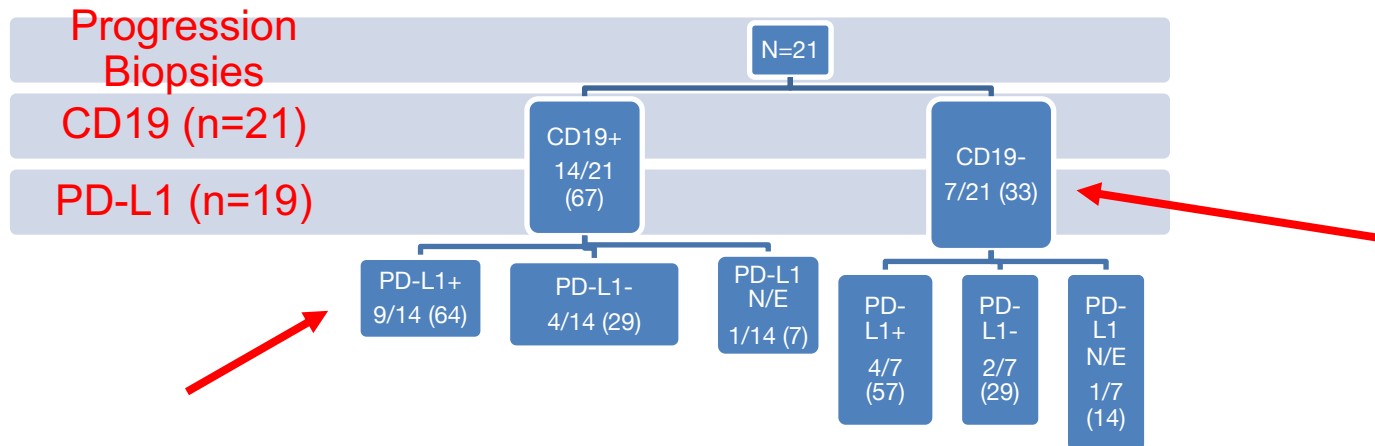 Progression
Biopsies
N=21
CD19 (n=21)
CD19+
14/21
(67)
CD19-
7/21 (33)
PD-L1 (n=19)
PD-L1+
9/14 (64)
PD-L1-
4/14 (29)
PD-L1
N/E
1/14 (7)
PD-
L1+
4/7
(57)
PD-
L1-
2/7
(29)
PD-
L1
N/E
1/7
(14)